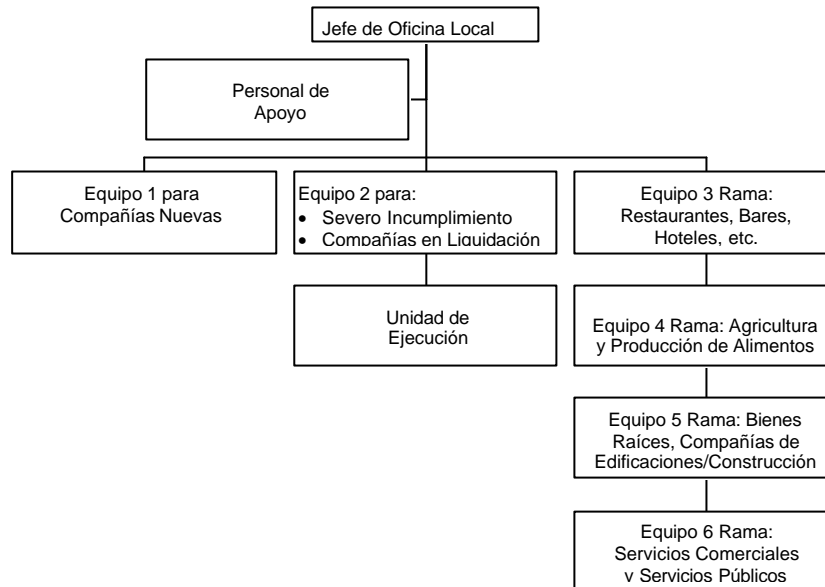 Jefe de Oficina Local
Personal de
Apoyo
Equipo 1 para
Compañías Nuevas
Equipo 2 para:
• Severo Incumplimiento
• Compañías en Liquidación
Equipo 3 Rama:
Restaurantes, Bares,
Hoteles, etc.
Unidad de
Ejecución
Equipo 4 Rama: Agricultura
y Producción de Alimentos
Equipo 5 Rama: Bienes
Raíces, Compañías de
Edificaciones/Construcción
Equipo 6 Rama:
Servicios Comerciales
y Servicios Públicos